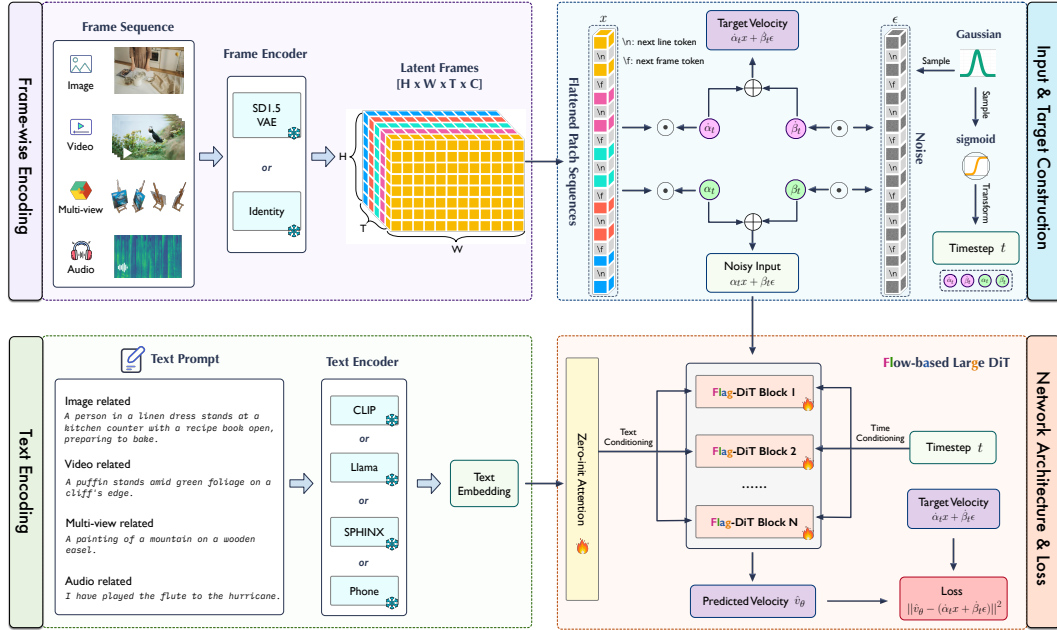 Frame-wise Encoding
Frame Sequence
Image
Video
Multi-view
Audio
Frame Encoder
SD1.5
VAE
or
Identity
Latent Frames
[H x W x T x C]
H
T
W
Flattened Patch Sequences
x
\n
\n
\f
\n
\n
\f
\n
\n
\f
\n
\n
\f
\n
\n
\n: next line token
\f: next frame token
Target Velocity
α̇ₜx + β̇ₜϵ
α̇ₜ
β̇ₜ
αₜ
βₜ
Noisy Input
αₜx + βₜϵ
ϵ
\n
\n
\f
\n
\n
\f
\n
\n
\f
\n
\n
\f
\n
\n
Noise
Gaussian
Sample
Sample
sigmoid
Transform
Timestep t
α̇ₜ β̇ₜ αₜ βₜ
Input & Target Construction
Text Encoding
Text Prompt
Image related
A person in a linen dress stands at a
kitchen counter with a recipe book open,
preparing to bake.
Video related
A puffin stands amid green foliage on a
cliff's edge.
Multi-view related
A painting of a mountain on a wooden
easel.
Audio related
I have played the flute to the hurricane.
Text Encoder
CLIP
or
Llama
or
SPHINX
or
Phone
Text
Embedding
Zero-init Attention
Text
Conditioning
Flow-based Large DiT
Flag-DiT Block 1
Flag-DiT Block 2
......
Flag-DiT Block N
Time
Conditioning
Timestep t
Target Velocity
α̇ₜx + β̇ₜϵ
Predicted Velocity v̂_θ
Loss
||v̂_θ − (α̇ₜx + β̇ₜϵ)||²
Network Architecture & Loss